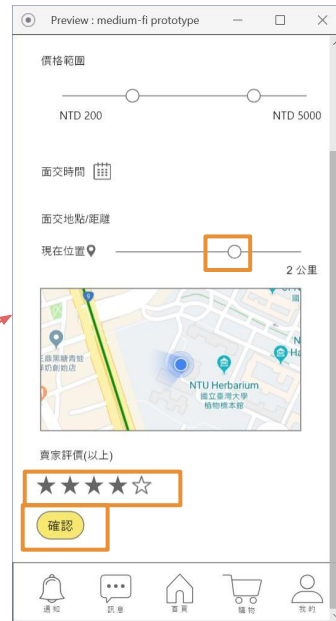 Preview : medium-fi prototype
價格範圍
NTD 200 NTD 5000
面交時間
面交地點/距離
現在位置
2 公里
NTU Herbarium
國立臺灣大學
植物標本館
賣家評價(以上)
確認
通知 訊息 首頁 購物 我的